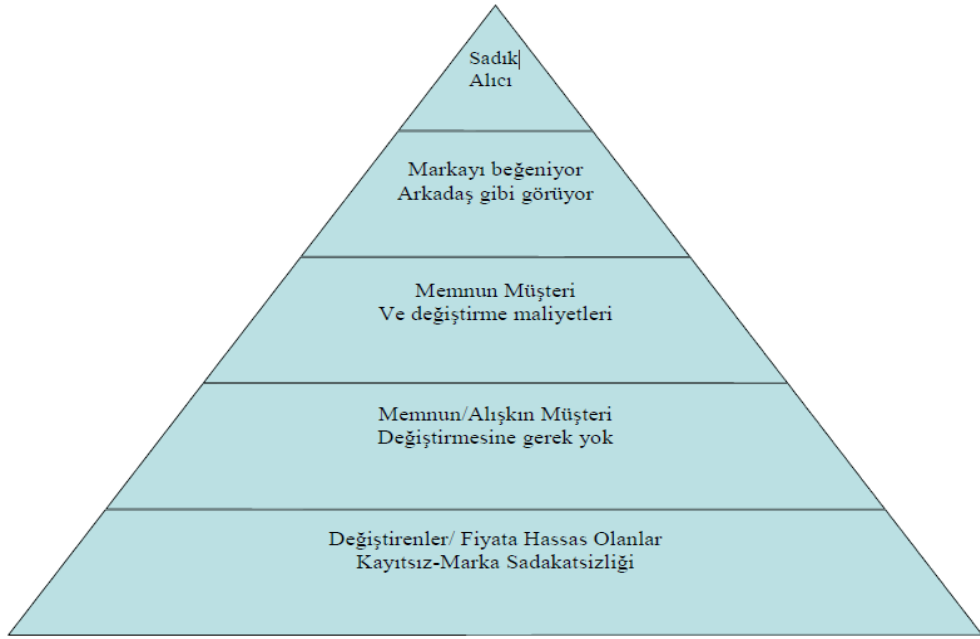 Sadık
Alıcı
Markayı beğeniyor
Arkadaş gibi görüyor
Memnun Müşteri
Ve değiştirme maliyetleri
Memnun/Alışkın Müşteri
Değiştirmesine gerek yok
Değiştirenler/ Fiyata Hassas Olanlar
Kayıtsız-Marka Sadakatsizliği